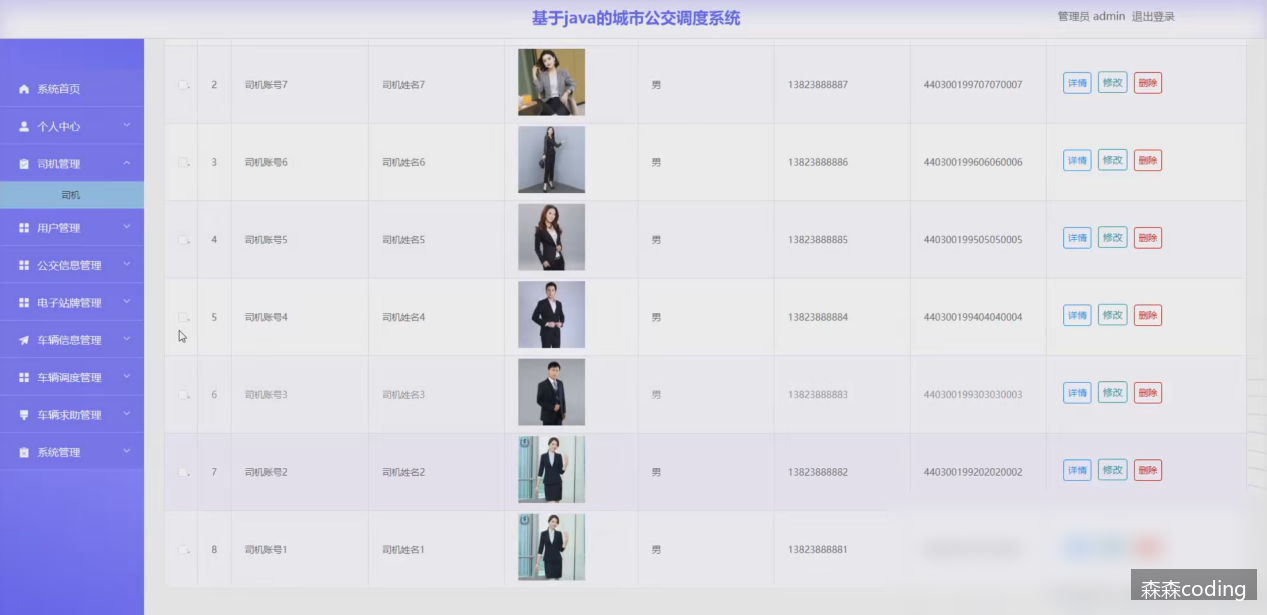 基于java的城市公交调度系统
管理员 admin 退出登录
系统首页
个人中心
司机管理
司机
用户管理
公交信息管理
电子站牌管理
车辆信息管理
车辆调度管理
车辆求助管理
系统管理
2 司机账号7 司机姓名7 男 13823888887 440300199707070007 详情 修改 删除
3 司机账号6 司机姓名6 男 13823888886 440300199606060006 详情 修改 删除
4 司机账号5 司机姓名5 男 13823888885 440300199505050005 详情 修改 删除
5 司机账号4 司机姓名4 男 13823888884 440300199404040004 详情 修改 删除
6 司机账号3 司机姓名3 男 13823888883 440300199303030003 详情 修改 删除
7 司机账号2 司机姓名2 男 13823888882 440300199202020002 详情 修改 删除
8 司机账号1 司机姓名1 男 13823888881
森森coding